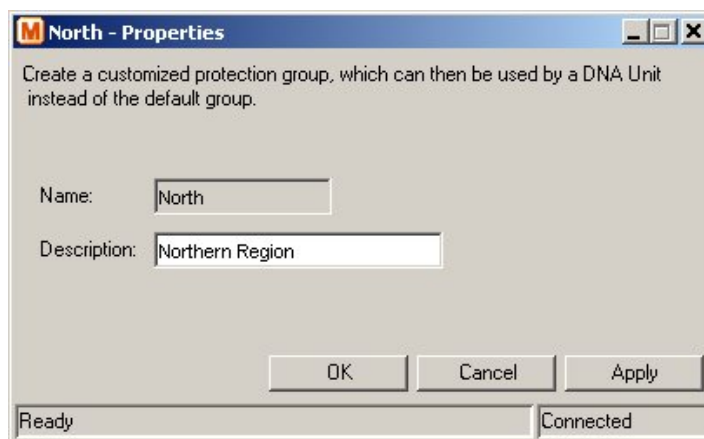 M North - Properties
Create a customized protection group, which can then be used by a DNA Unit
instead of the default group.
Name: North
Description: Northern Region
OK Cancel Apply
Ready Connected